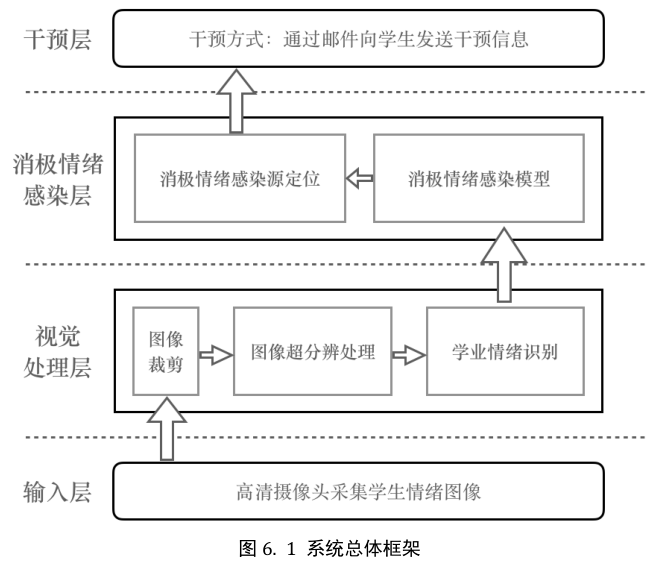 干预层
干预方式：通过邮件向学生发送干预信息
消极情绪
感染层
消极情绪感染源定位
消极情绪感染模型
视觉
处理层
图像
裁剪
图像超分辨处理
学业情绪识别
输入层
高清摄像头采集学生情绪图像
图 6. 1 系统总体框架